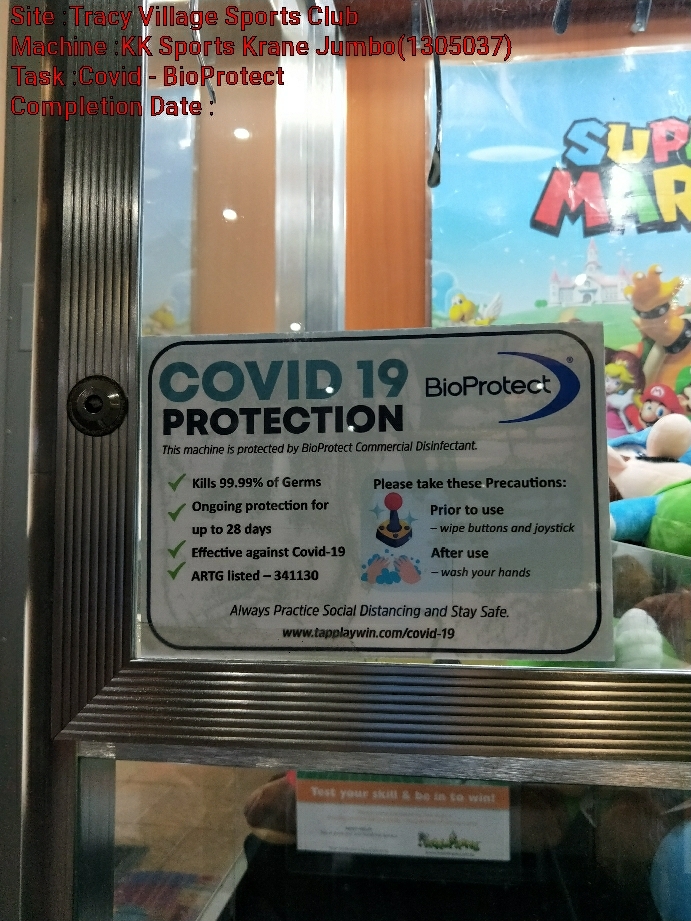 Site :Tracy Village Sports Club
Machine :KK Sports Krane Jumbo(1305037)
Task :Covid - BioProtect
Completion Date :
SUP
MAR
COVID 19
PROTECTION
BioProtect®
This machine is protected by BioProtect Commercial Disinfectant.
Kills 99.99% of Germs
Ongoing protection for
up to 28 days
Effective against Covid-19
ARTG listed – 341130
Please take these Precautions:
Prior to use
– wipe buttons and joystick
After use
– wash your hands
Always Practice Social Distancing and Stay Safe.
www.tapplaywin.com/covid-19
Test your skill & be in to win!